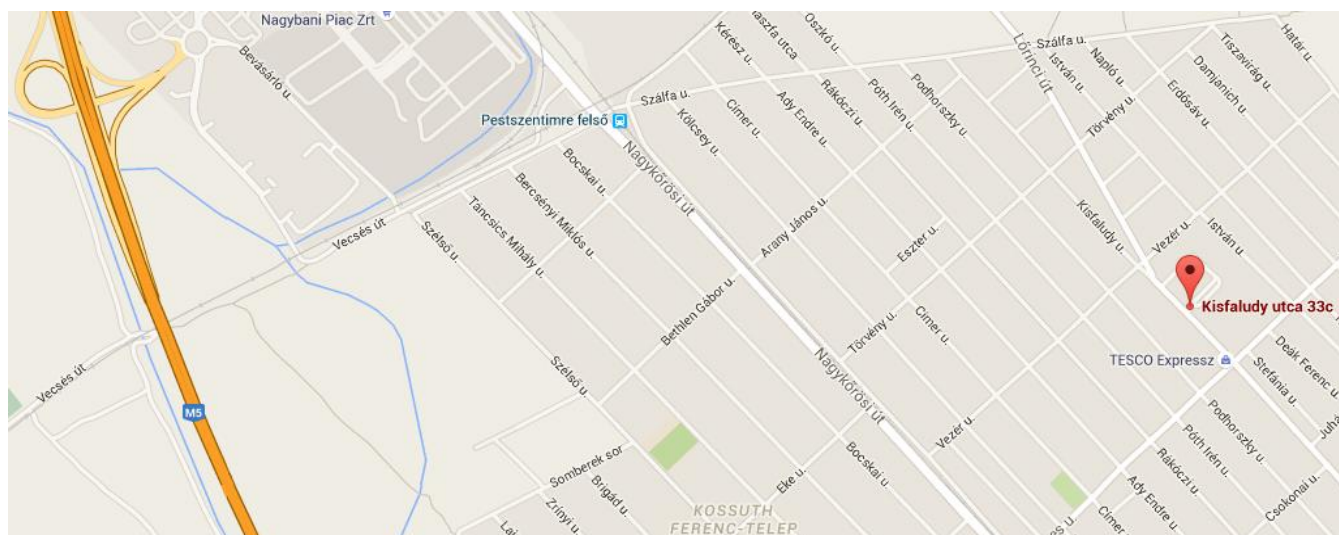 Nagybani Piac Zrt
Bevásárló u.
Kérész u.
Oszkó u.
Lőrinci út
Szálfa u.
István u.
Napló u.
Tiszavirág u.
Határ u.
Damjanich u.
Erdősáv u.
Törvény u.
Szálfa u.
Pestszentimre felső
Kölcsey u.
Címer u.
Ady Endre u.
Rákóczi u.
Póth Irén u.
Podhorszky u.
Nagykőrösi út
Bocskai u.
Bercsényi Miklós u.
Táncsics Mihály u.
Szélső u.
Vecsés út
Arany János u.
Eszter u.
Kisfaludy u.
Vezér u.
István u.
Kisfaludy utca 33c
Bethlen Gábor u.
Törvény u.
Címer u.
TESCO Expressz
Deák Ferenc u.
Stefánia u.
Nagykőrösi út
Szélső u.
Vecsés út
M5
Vezér u.
Podhorszky u.
Póth Irén u.
Rákóczi u.
Ady Endre u.
Csokonai u.
Somberek sor
Brigád u.
Zrínyi u.
Eke u.
Bocskai u.
KOSSUTH
FERENC-TELEP